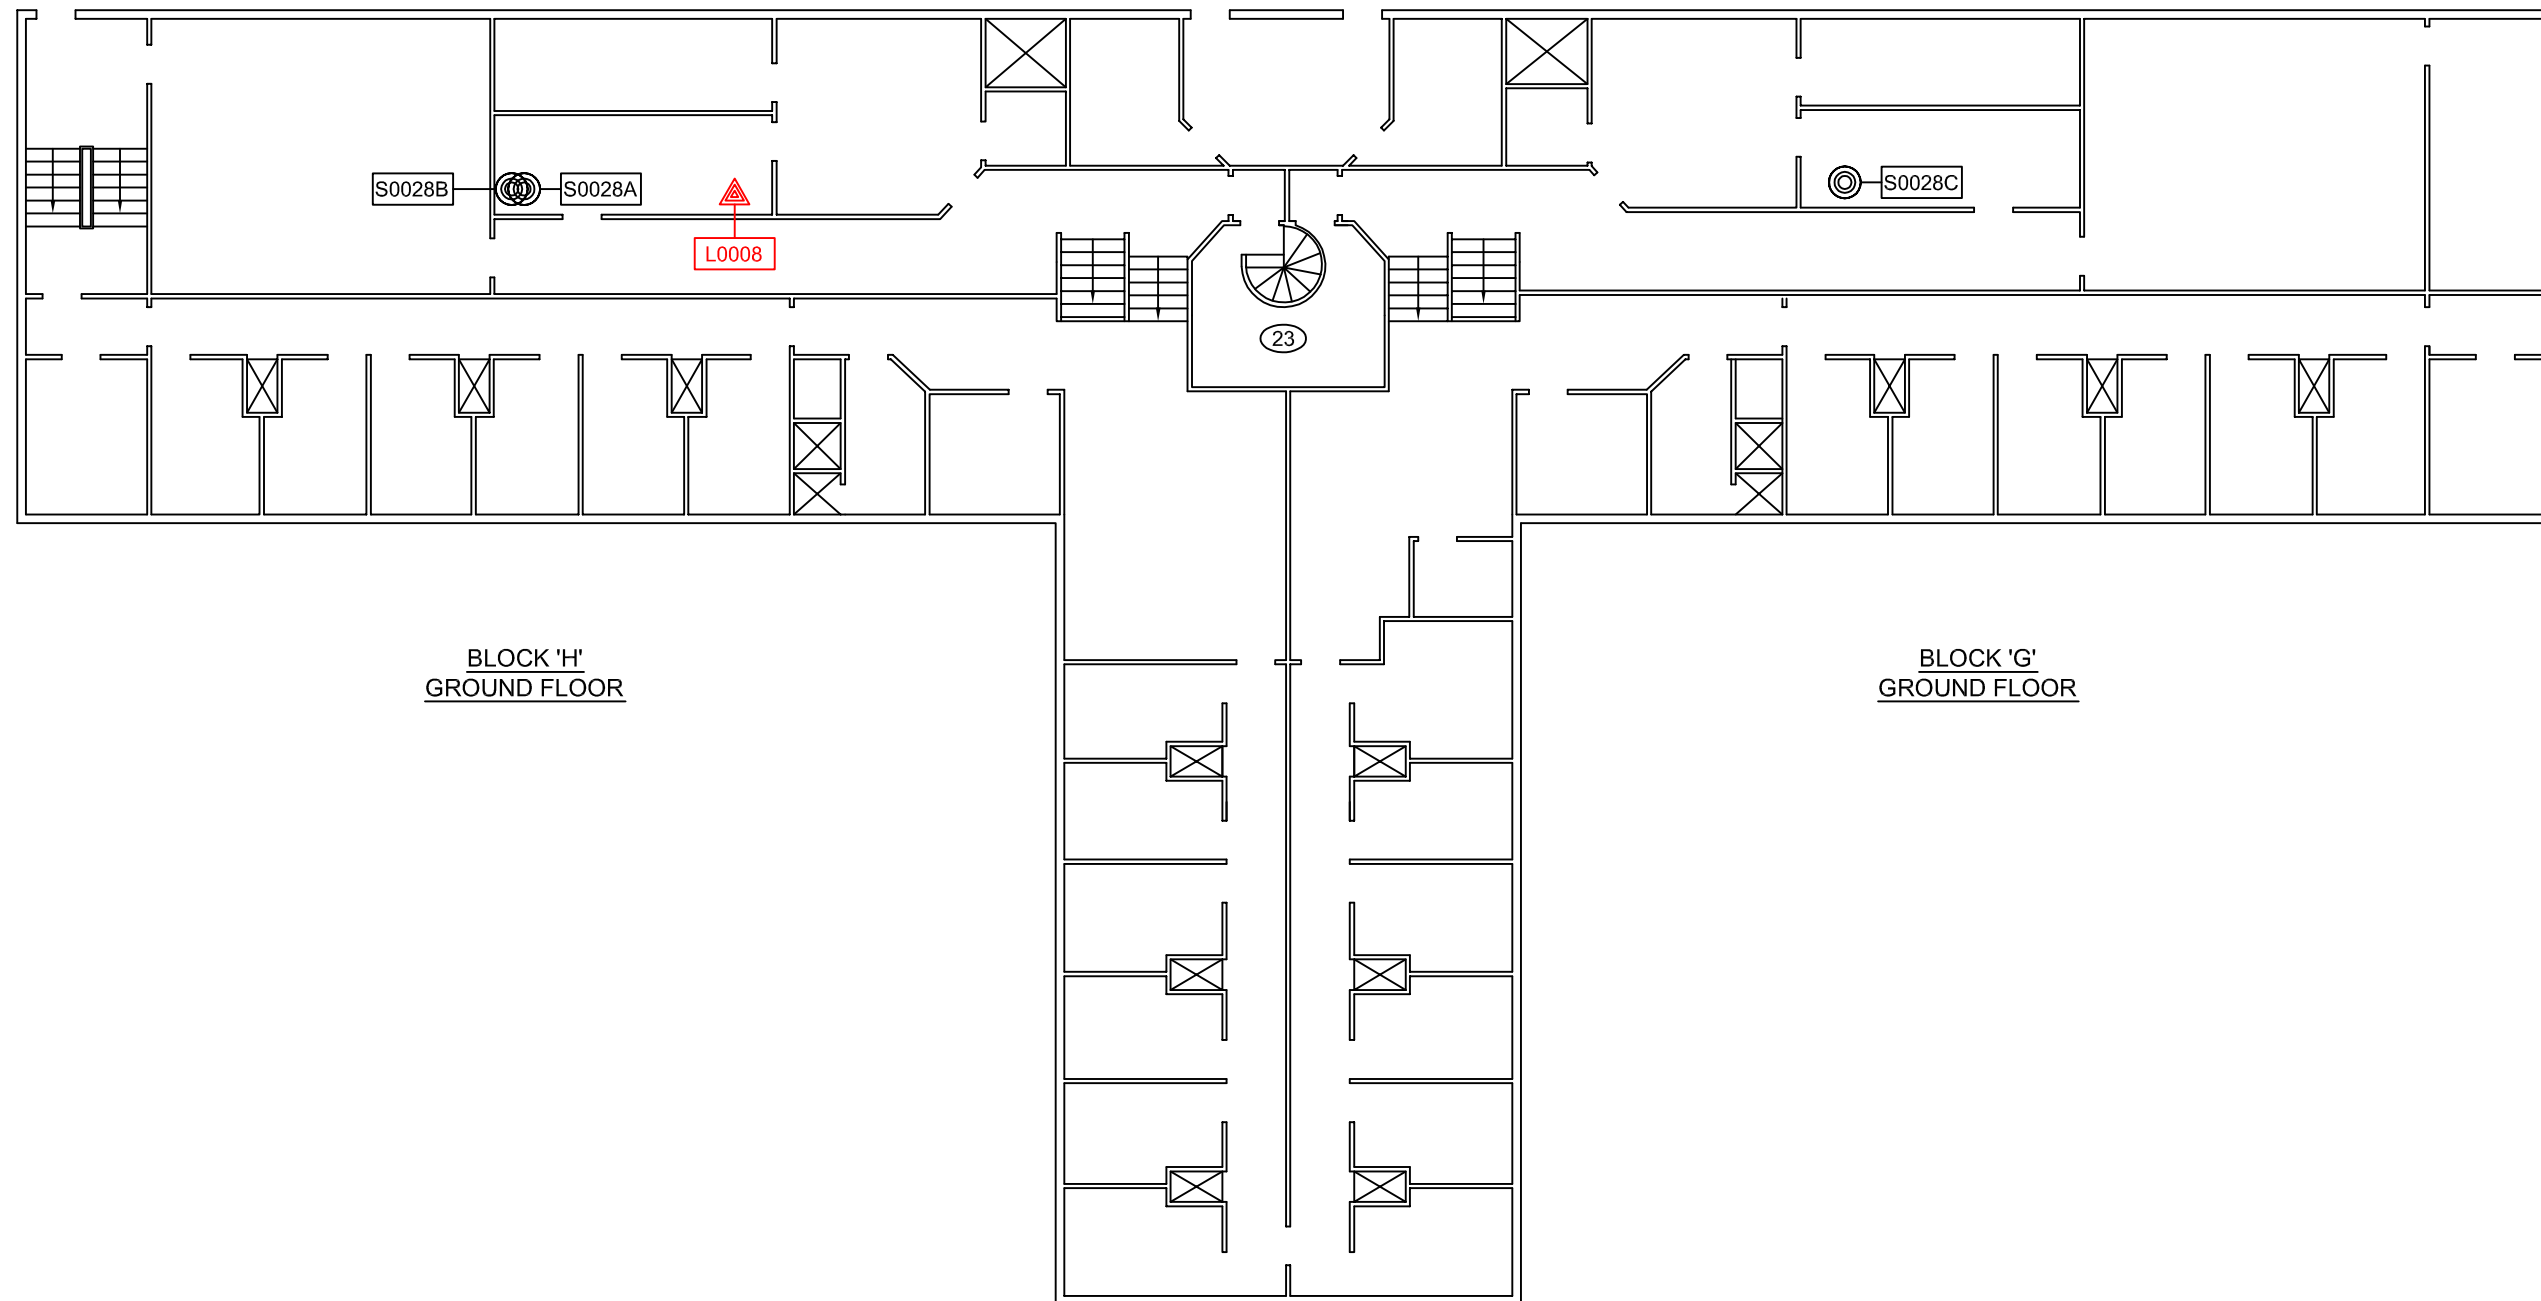 S0028B
S0028A
S0028C
L0008
23
BLOCK 'H'
GROUND FLOOR
BLOCK 'G'
GROUND FLOOR